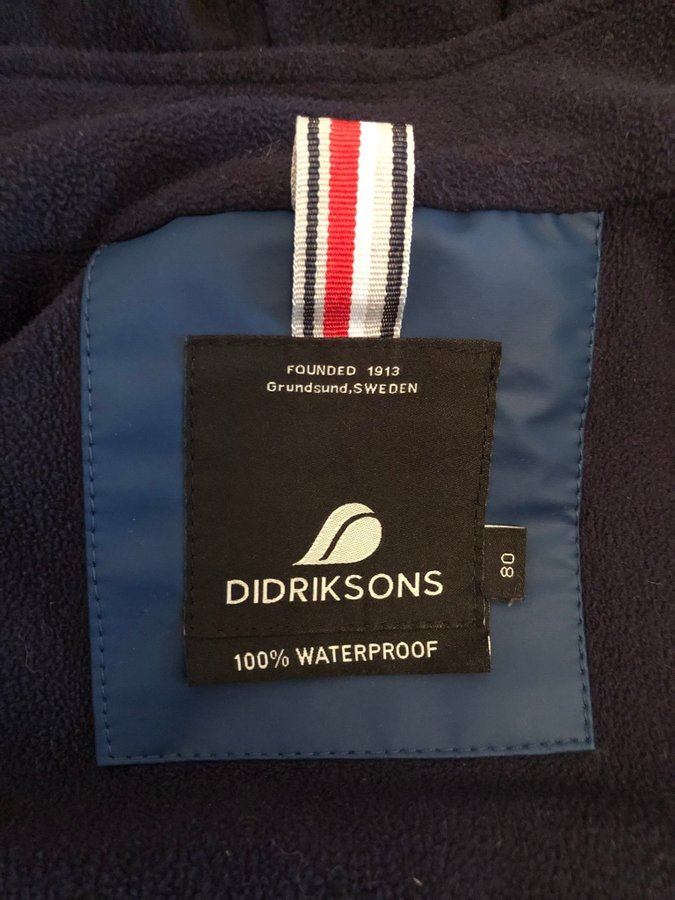 FOUNDED 1913
Grundsund,SWEDEN
DIDRIKSONS
80
100% WATERPROOF